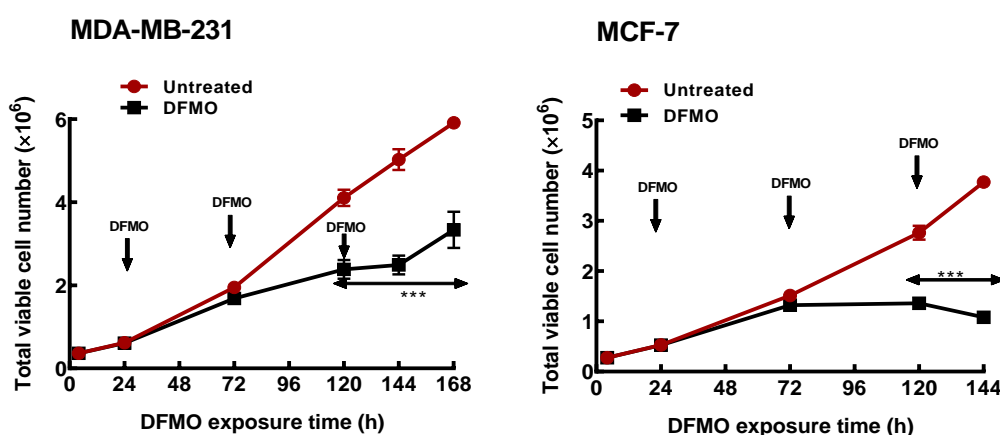 MDA-MB-231
Untreated
DFMO
Total viable cell number (×10⁶)
6
4
2
0
DFMO
DFMO
DFMO
***
0 24 48 72 96 120 144 168
DFMO exposure time (h)
MCF-7
Untreated
DFMO
Total viable cell number (×10⁶)
5
4
3
2
1
0
DFMO
DFMO
DFMO
***
0 24 48 72 96 120 144
DFMO exposure time (h)